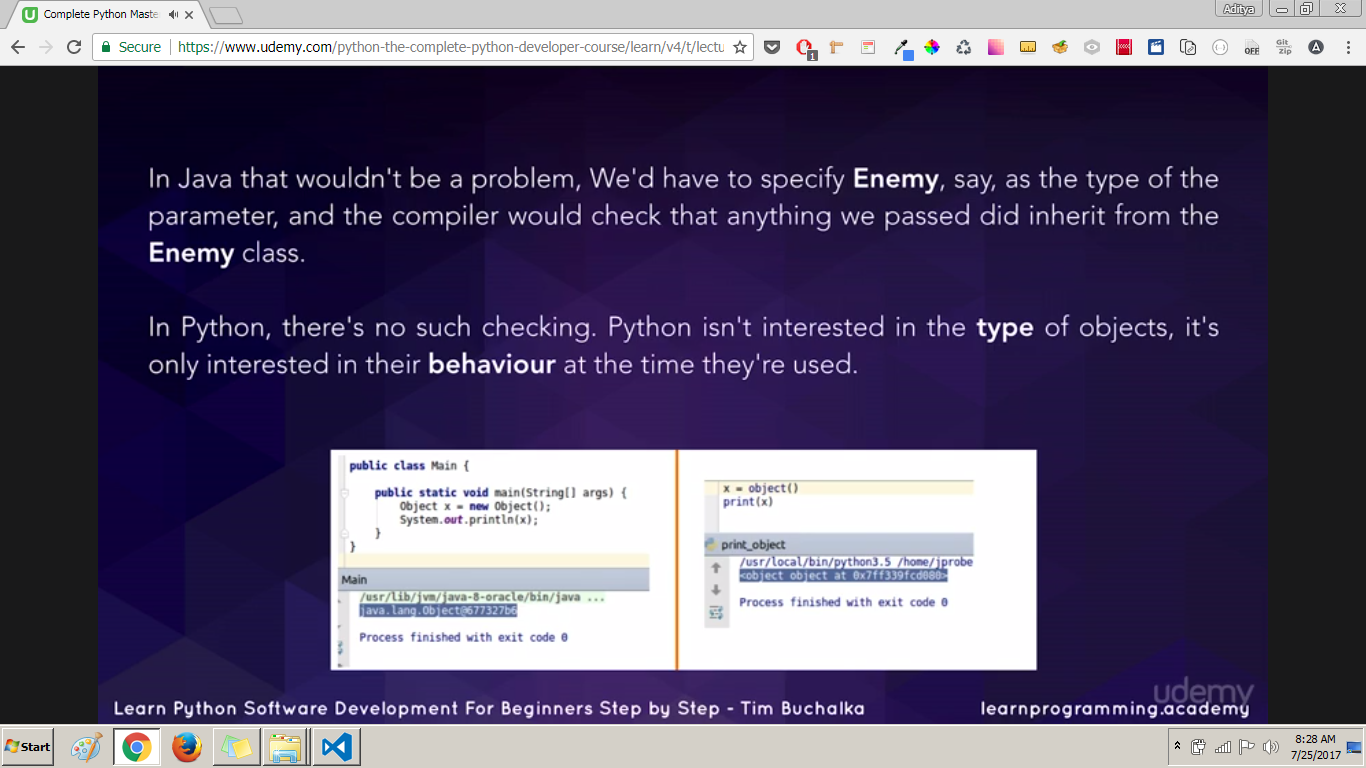 Complete Python Maste
Aditya
Secure
https://www.udemy.com/python-the-complete-python-developer-course/learn/v4/t/lectu
1
OFF
Git
Zip
A
In Java that wouldn't be a problem, We'd have to specify Enemy, say, as the type of the
parameter, and the compiler would check that anything we passed did inherit from the
Enemy class.
In Python, there's no such checking. Python isn't interested in the type of objects, it's
only interested in their behaviour at the time they're used.
public class Main {
public static void main(String[] args) {
Object x = new Object();
System.out.println(x);
}
}
Main
/usr/lib/jvm/java-8-oracle/bin/java ...
java.lang.Object@677327b6
Process finished with exit code 0
x = object()
print(x)
print_object
/usr/local/bin/python3.5 /home/jprobe
<object object at 0x7ff339fcd080>
Process finished with exit code 0
udemy
Learn Python Software Development For Beginners Step by Step - Tim Buchalka
learnprogramming.academy
Start
8:28 AM
7/25/2017